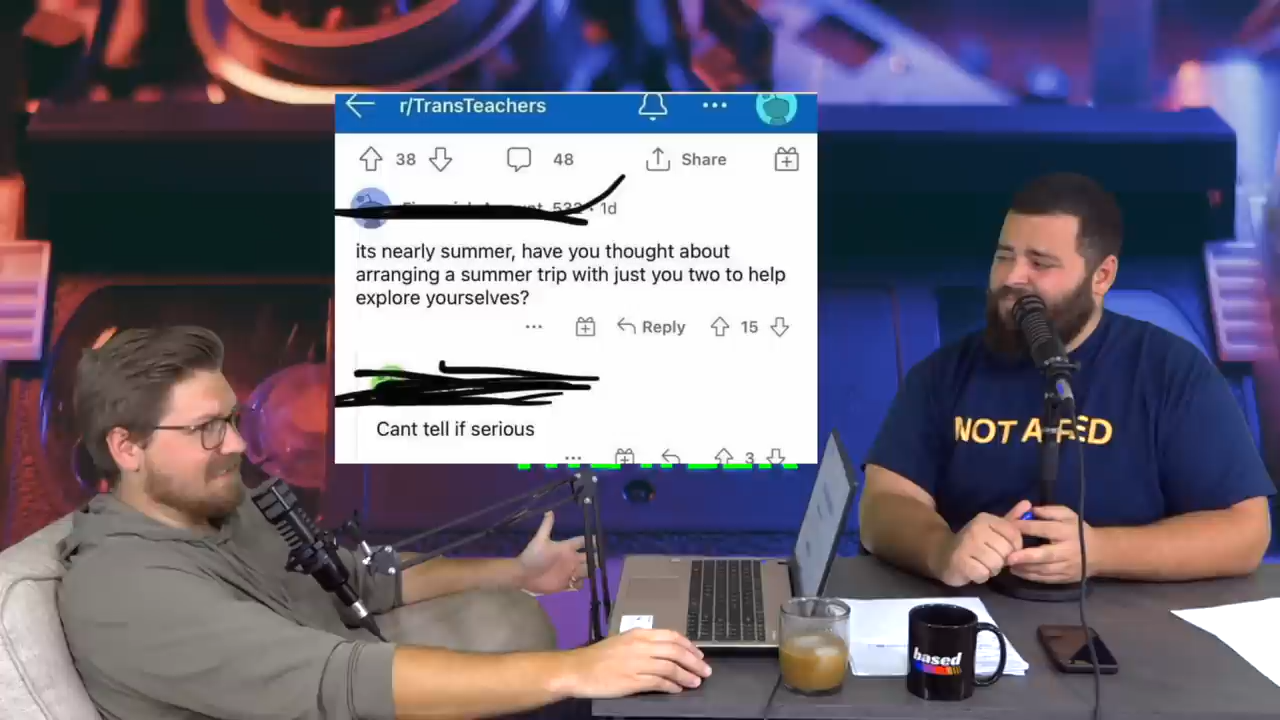 r/TransTeachers
38
48
Share
1d
its nearly summer, have you thought about
arranging a summer trip with just you two to help
explore yourselves?
Reply
15
Cant tell if serious
3
NOT A FED
based